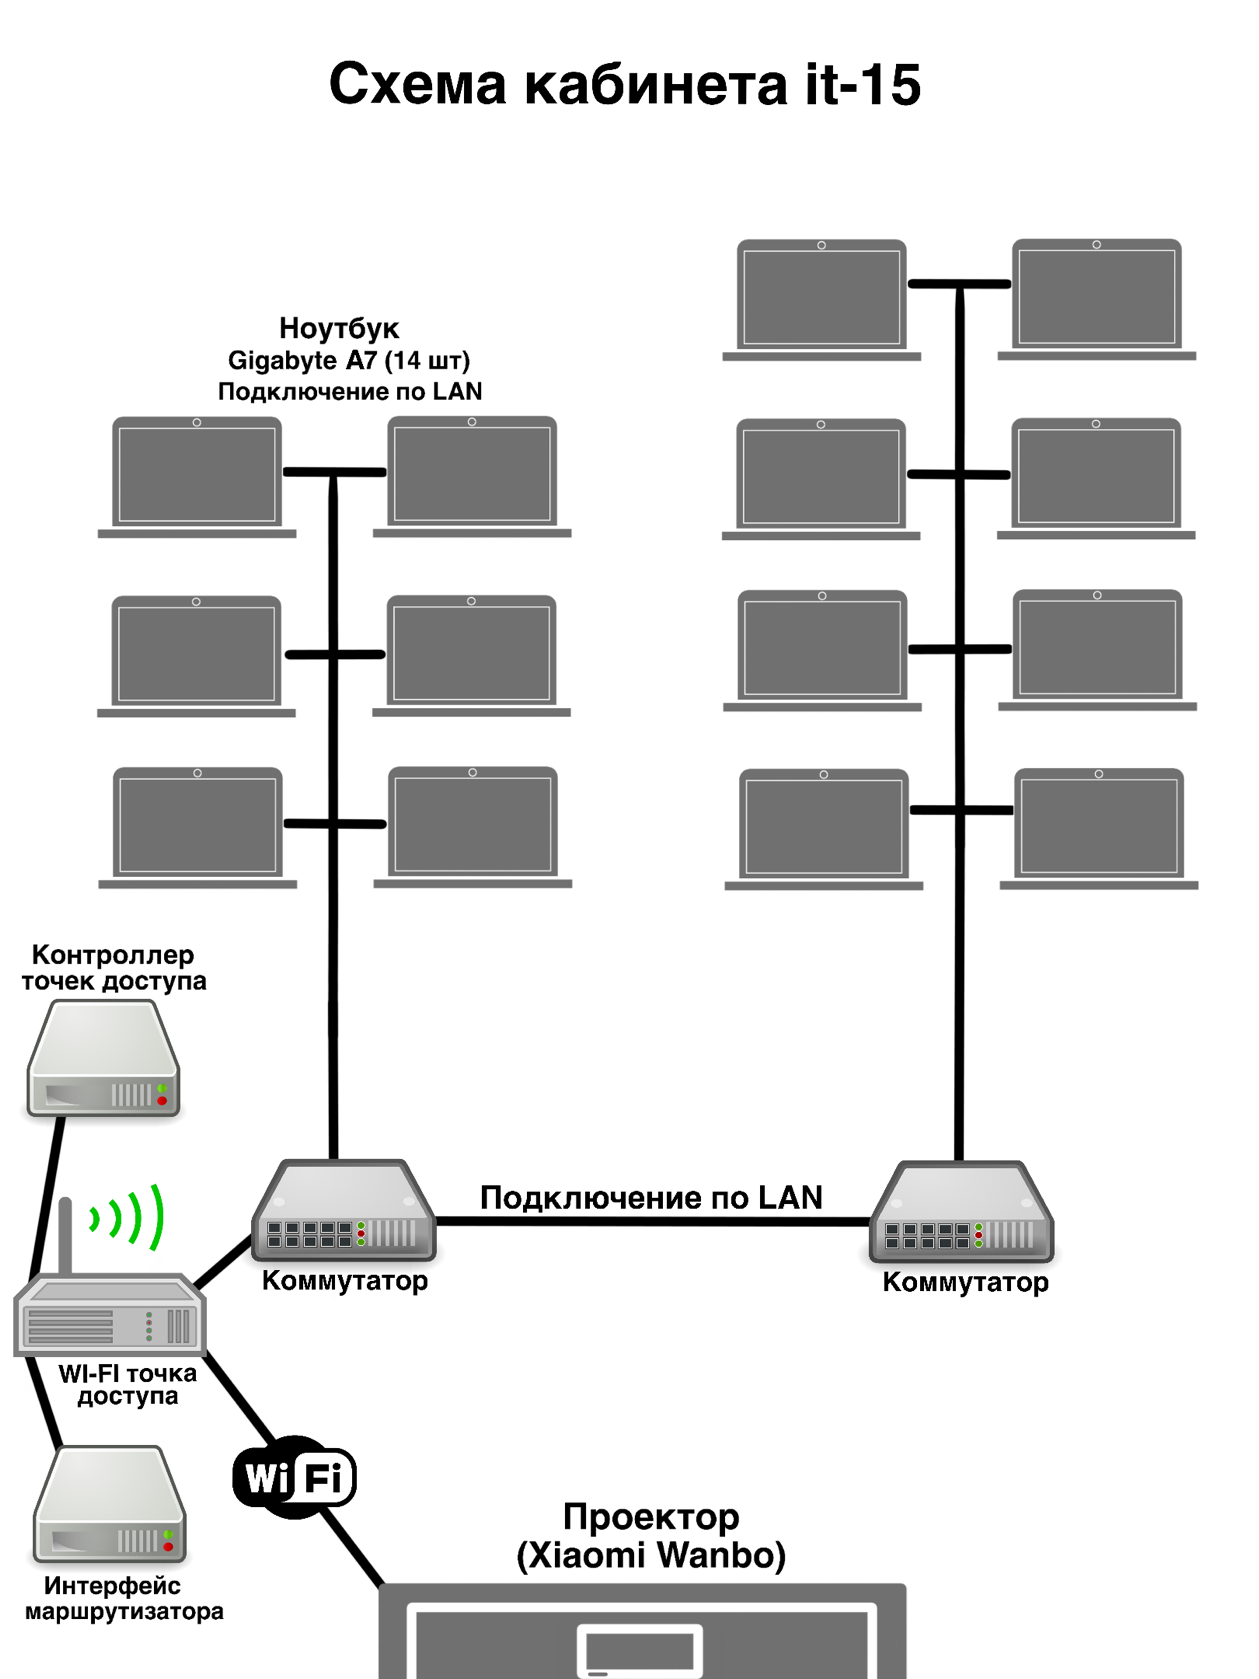 Схема кабинета it-15
Ноутбук
Gigabyte A7 (14 шт)
Подключение по LAN
Контроллер
точек доступа
Подключение по LAN
Коммутатор
Коммутатор
WI-FI точка
доступа
Wi Fi
Проектор
(Xiaomi Wanbo)
Интерфейс
маршрутизатора